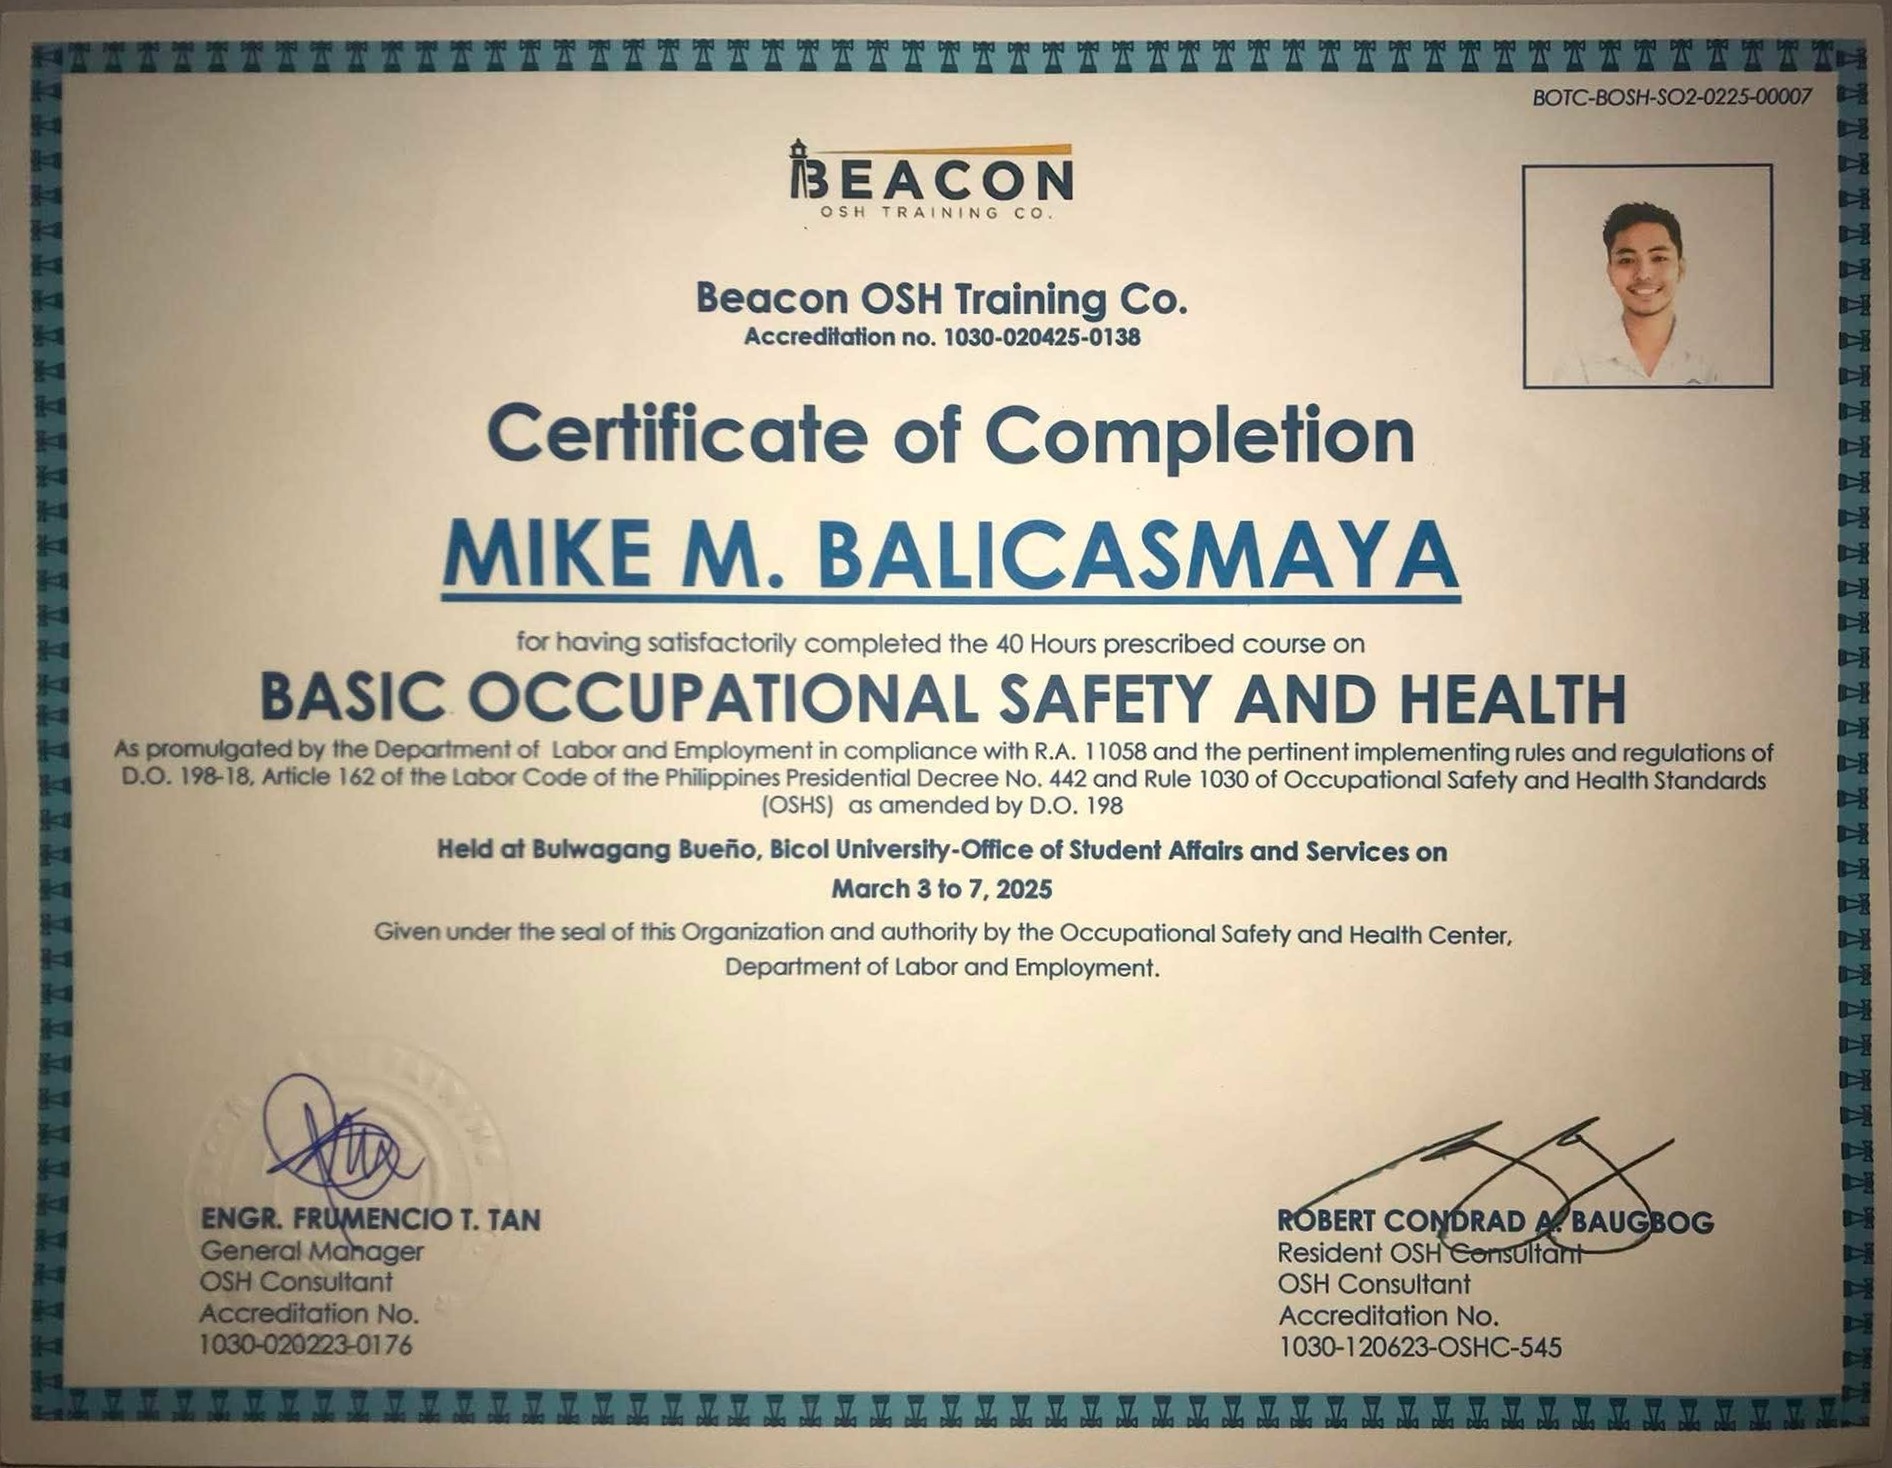 BOTC-BOSH-SO2-0225-00007
BEACON
OSH TRAINING CO.
Beacon OSH Training Co.
Accreditation no. 1030-020425-0138
Certificate of Completion
MIKE M. BALICASMAYA
for having satisfactorily completed the 40 Hours prescribed course on
BASIC OCCUPATIONAL SAFETY AND HEALTH
As promulgated by the Department of Labor and Employment in compliance with R.A. 11058 and the pertinent implementing rules and regulations of
D.O. 198-18, Article 162 of the Labor Code of the Philippines Presidential Decree No. 442 and Rule 1030 of Occupational Safety and Health Standards
(OSHS) as amended by D.O. 198
Held at Bulwagang Bueño, Bicol University-Office of Student Affairs and Services on
March 3 to 7, 2025
Given under the seal of this Organization and authority by the Occupational Safety and Health Center,
Department of Labor and Employment.
ENGR. FRUMENCIO T. TAN
General Manager
OSH Consultant
Accreditation No.
1030-020223-0176
ROBERT CONDRAD A. BAUGBOG
Resident OSH Consultant
OSH Consultant
Accreditation No.
1030-120623-OSHC-545